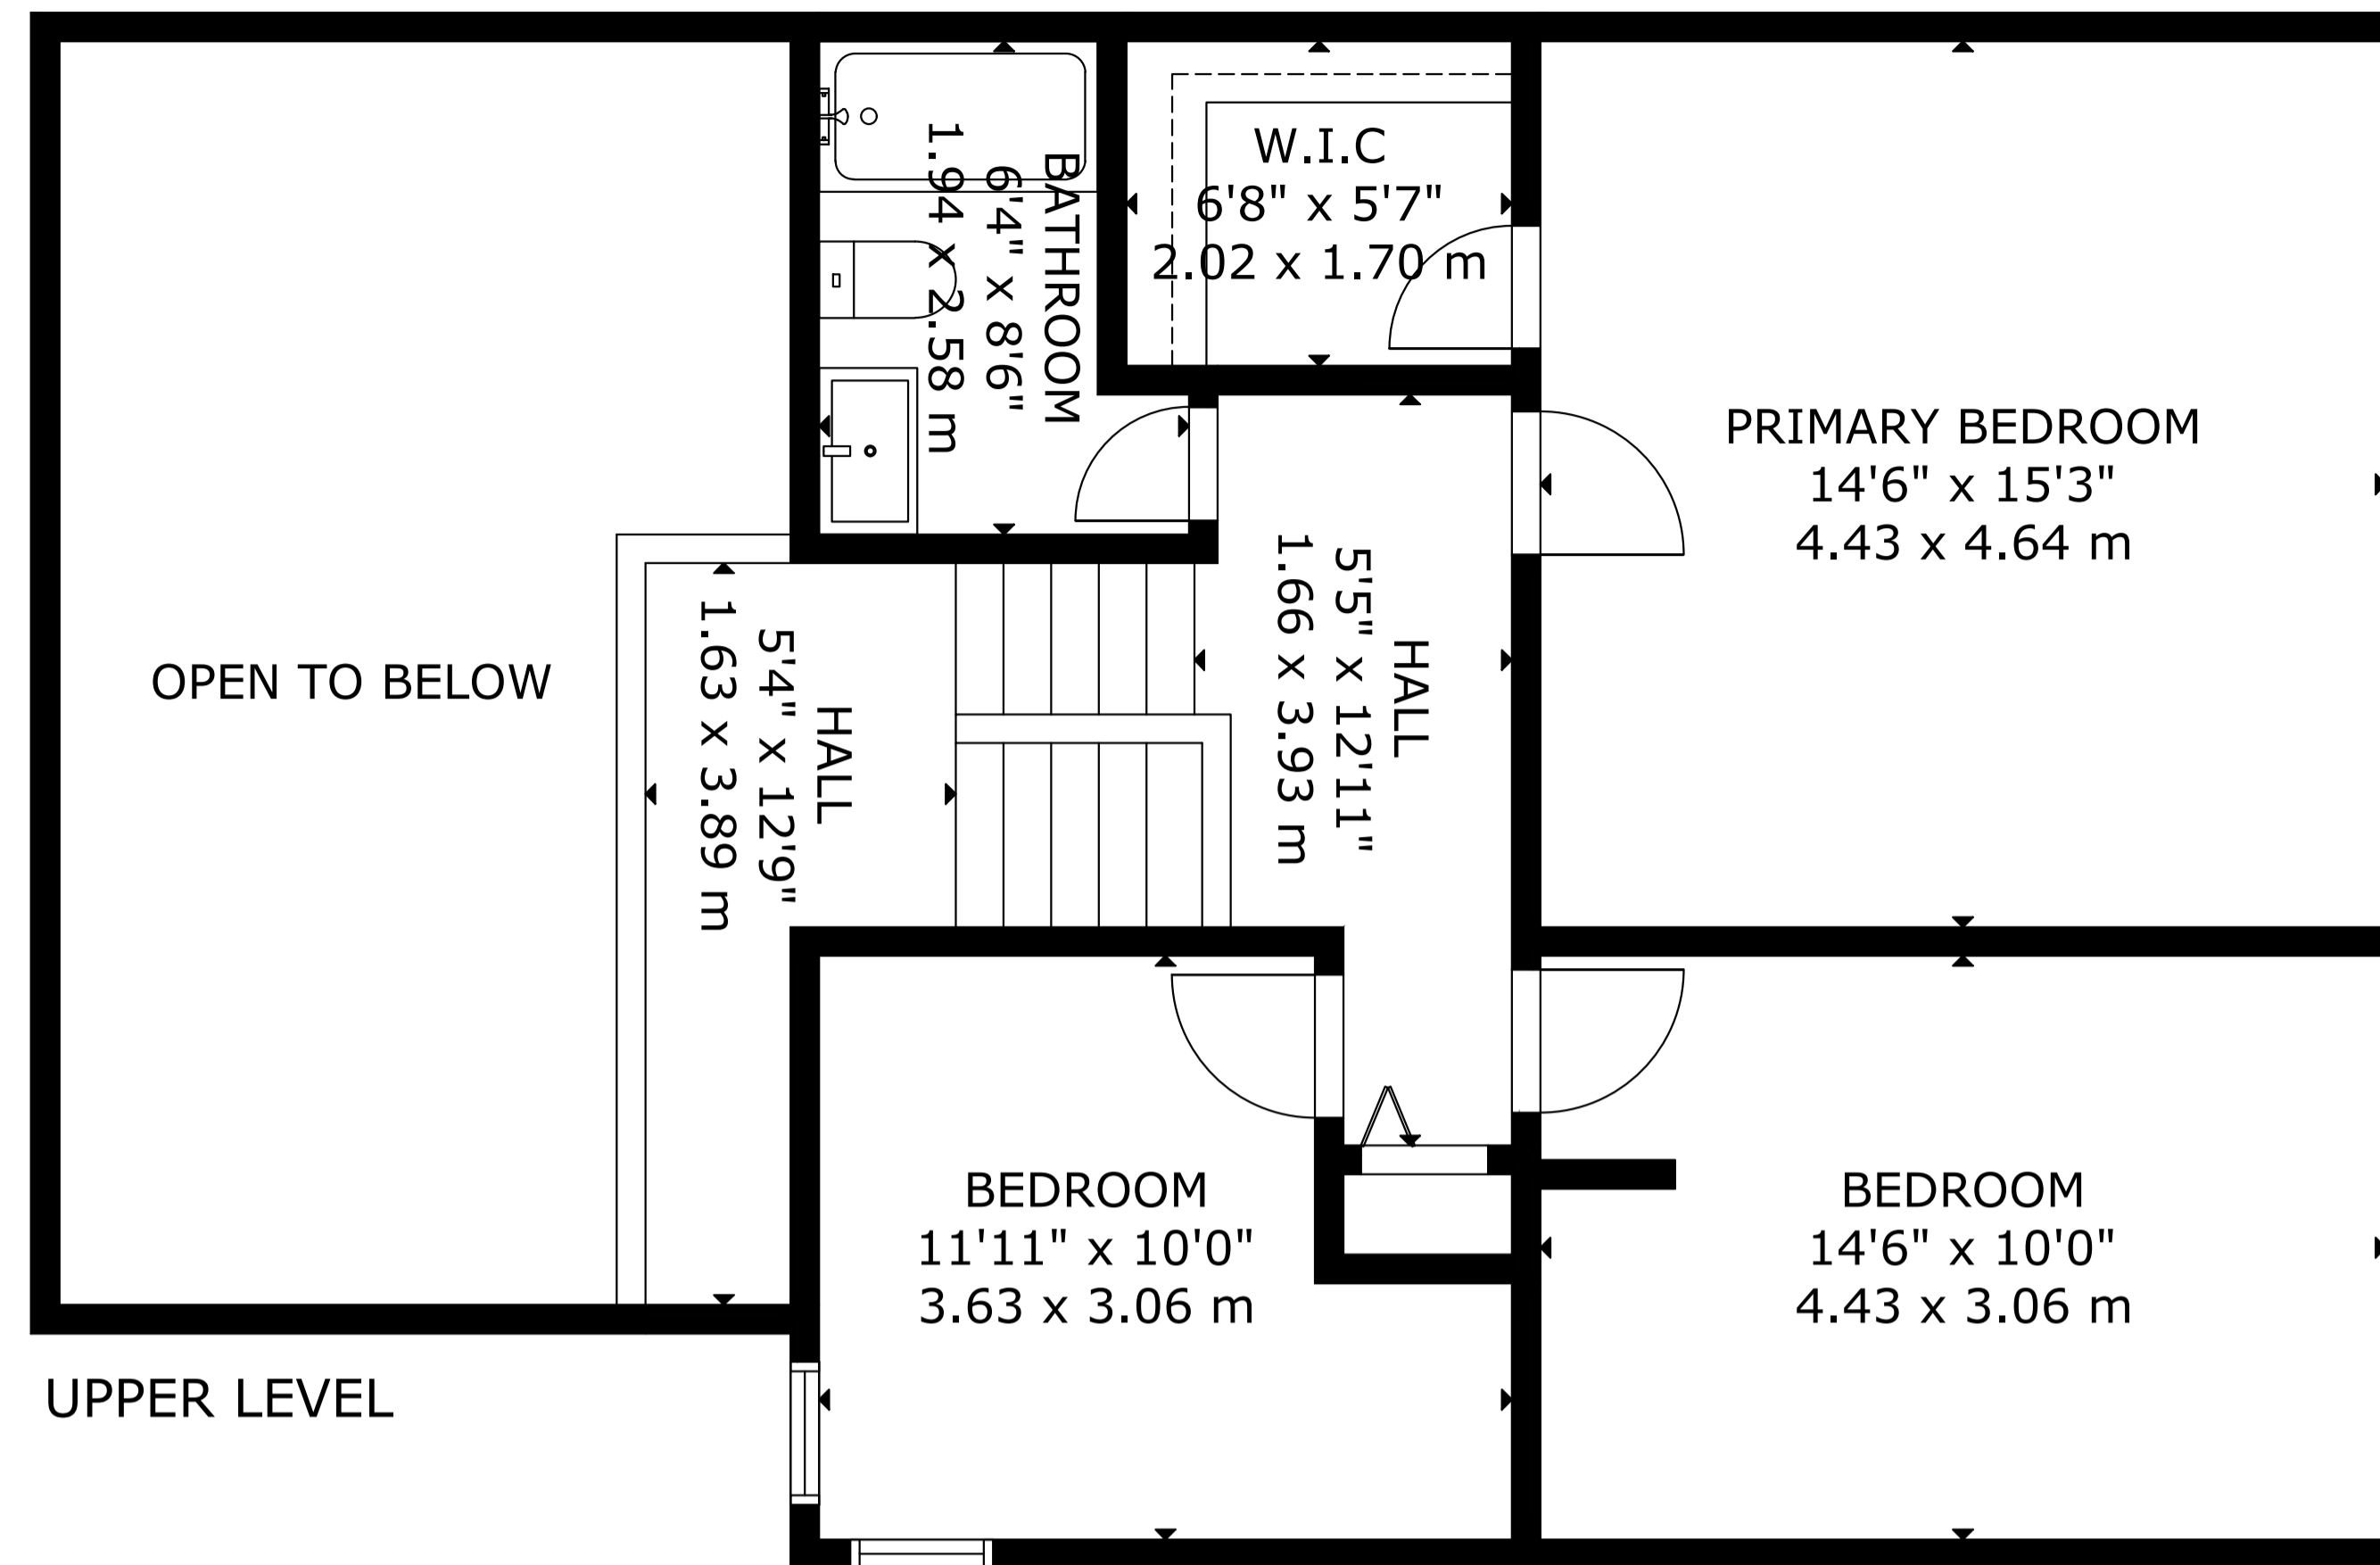 BATHROOM
6'4" x 8'6"
1.94 x 2.58 m
W.I.C
6'8" x 5'7"
2.02 x 1.70 m
PRIMARY BEDROOM
14'6" x 15'3"
4.43 x 4.64 m
OPEN TO BELOW
HALL
5'4" x 12'9"
1.63 x 3.89 m
HALL
5'5" x 12'11"
1.66 x 3.93 m
BEDROOM
11'11" x 10'0"
3.63 x 3.06 m
BEDROOM
14'6" x 10'0"
4.43 x 3.06 m
UPPER LEVEL